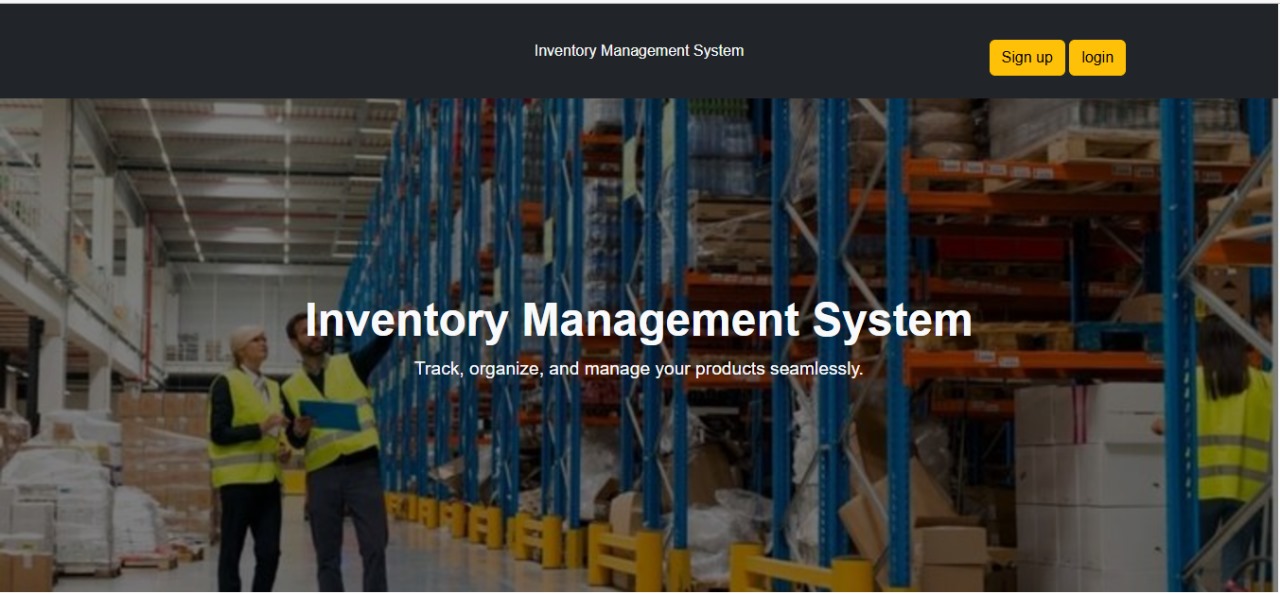 Inventory Management System
Sign up login
Inventory Management System
Track, organize, and manage your products seamlessly.